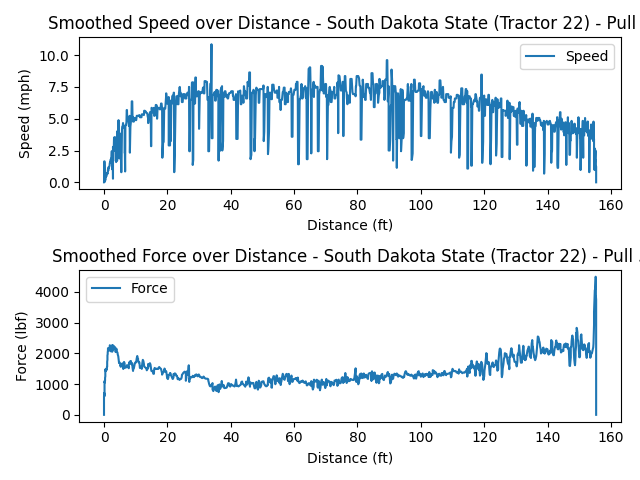 Smoothed Speed over Distance - South Dakota State (Tractor 22) - Pull
10.0
7.5
5.0
2.5
0.0
Speed (mph)
Speed
0 20 40 60 80 100 120 140 160
Distance (ft)
Smoothed Force over Distance - South Dakota State (Tractor 22) - Pull
4000
3000
2000
1000
0
Force (lbf)
Force
0 20 40 60 80 100 120 140 160
Distance (ft)